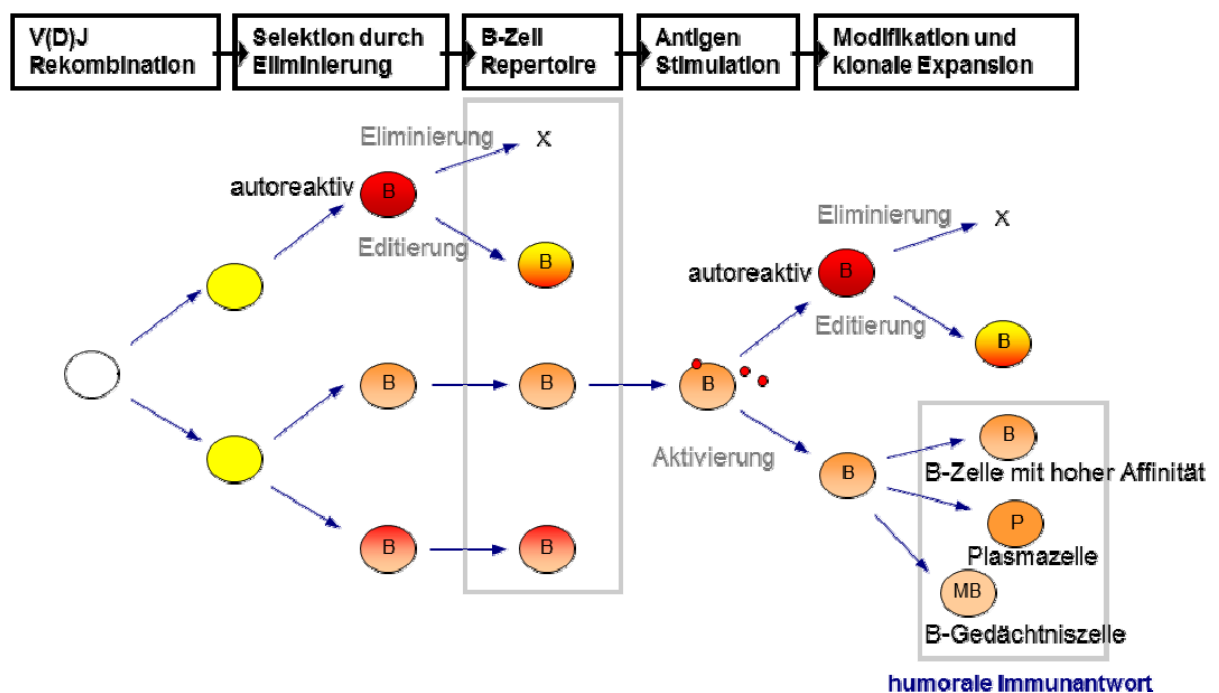 V(D)J
Rekombination
Selektion durch
Eliminierung
B-Zell
Repertoire
Antigen
Stimulation
Modifikation und
klonale Expansion
Eliminierung
X
autoreaktiv
B
Editierung
B
Eliminierung
X
autoreaktiv
B
Editierung
B
B
B
B
Aktivierung
B
B
B-Zelle mit hoher Affinität
P
Plasmazelle
B
B
MB
B-Gedächtniszelle
humorale Immunantwort